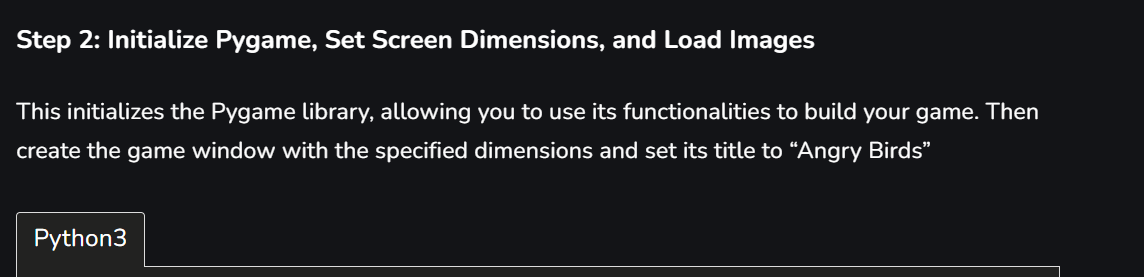 Step 2: Initialize Pygame, Set Screen Dimensions, and Load Images
This initializes the Pygame library, allowing you to use its functionalities to build your game. Then
create the game window with the specified dimensions and set its title to “Angry Birds”
Python3